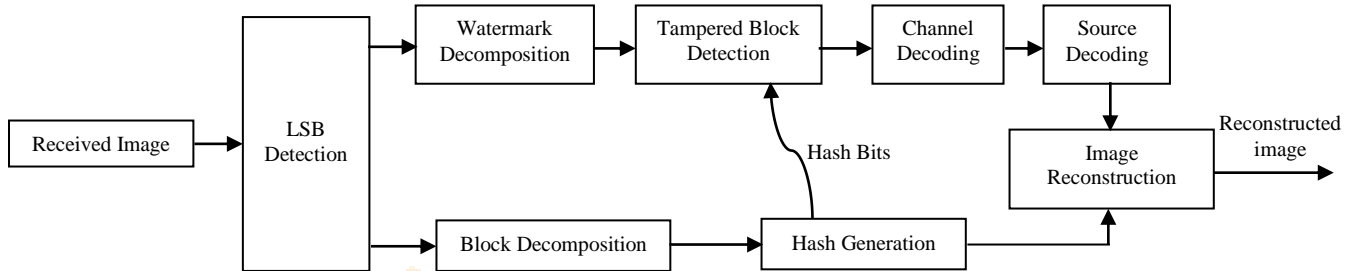 Watermark
Decomposition
Tampered Block
Detection
Channel
Decoding
Source
Decoding
Received Image
LSB
Detection
Hash Bits
Image
Reconstruction
Reconstructed
image
Block Decomposition
Hash Generation